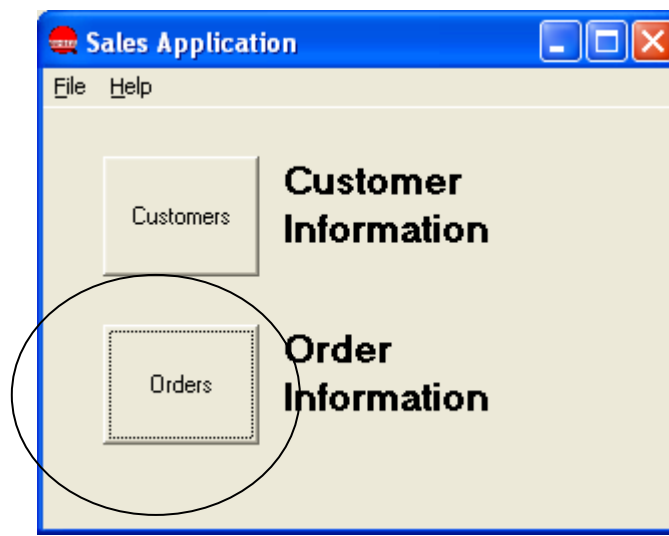 Sales Application
File Help
Customers
Customer
Information
Orders
Order
Information